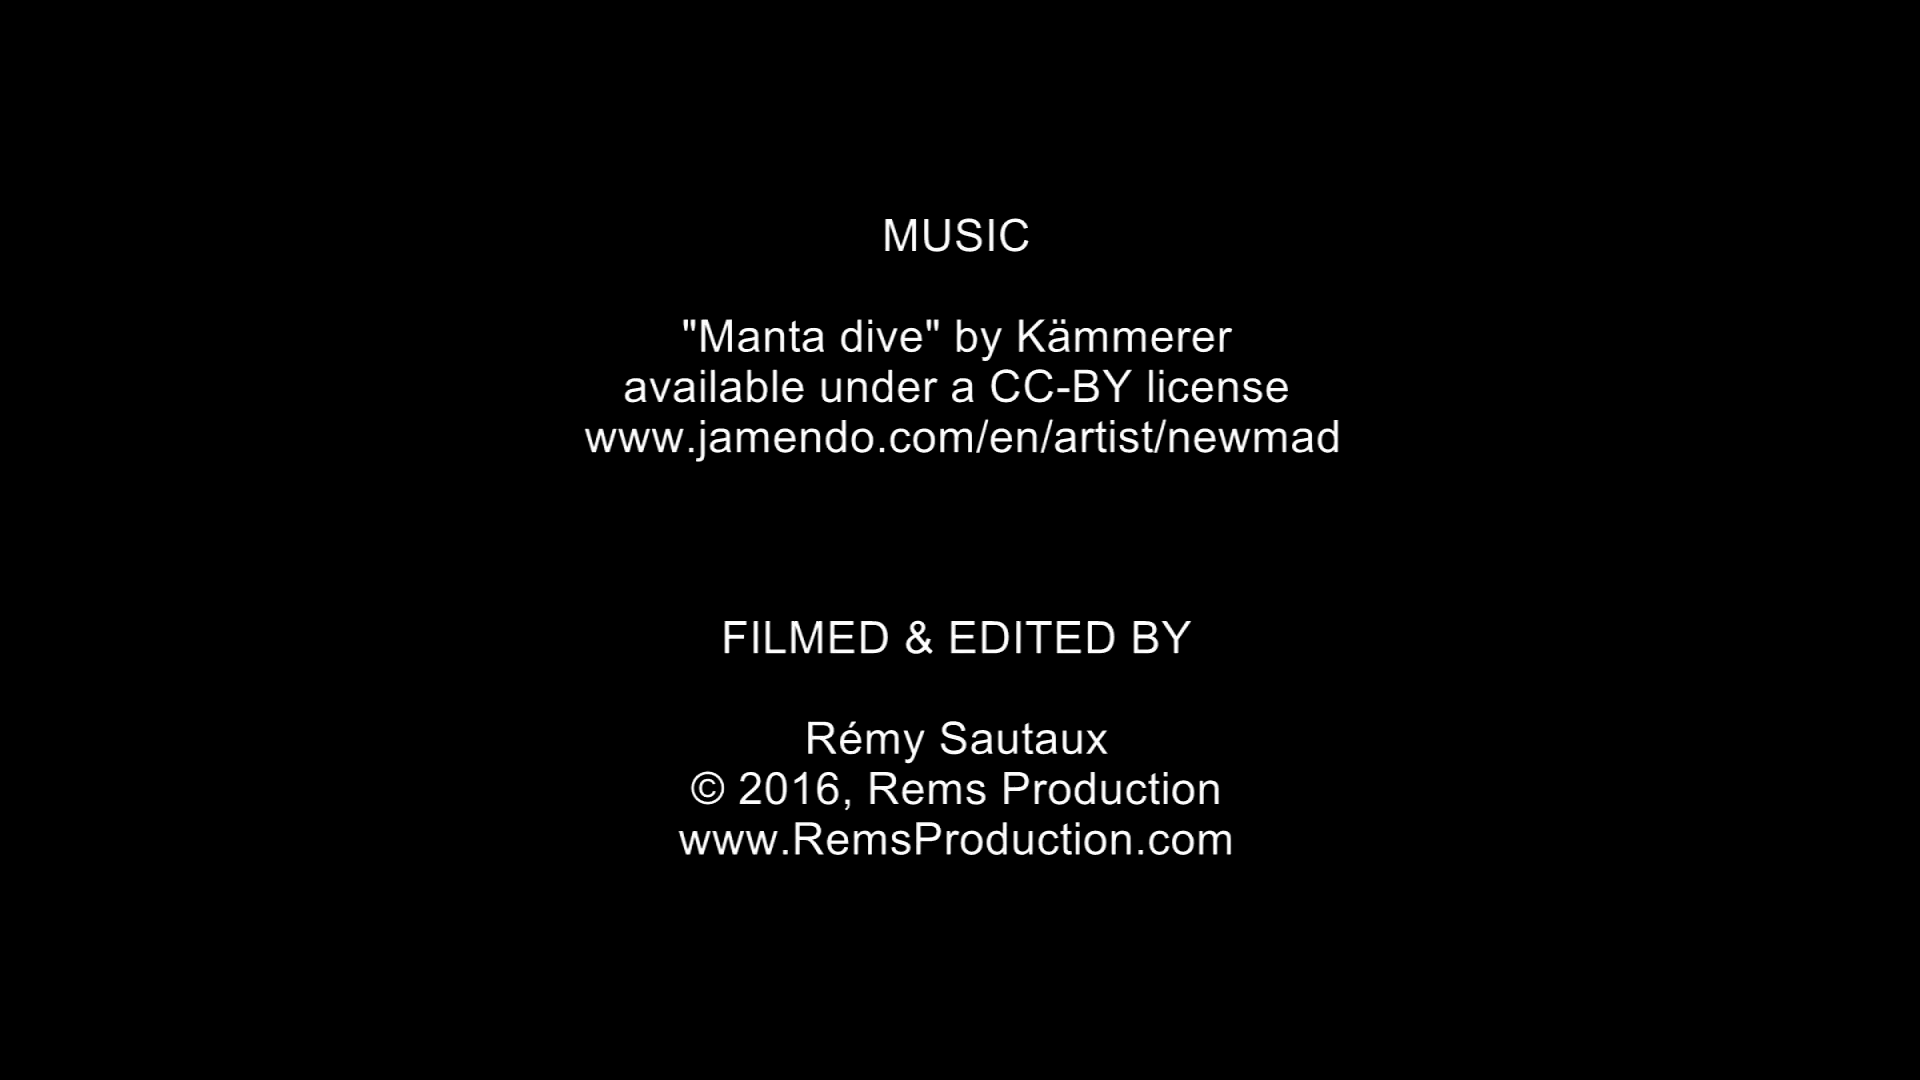 MUSIC
"Manta dive" by Kämmerer
available under a CC-BY license
www.jamendo.com/en/artist/newmad
FILMED & EDITED BY
Rémy Sautaux
© 2016, Rems Production
www.RemsProduction.com